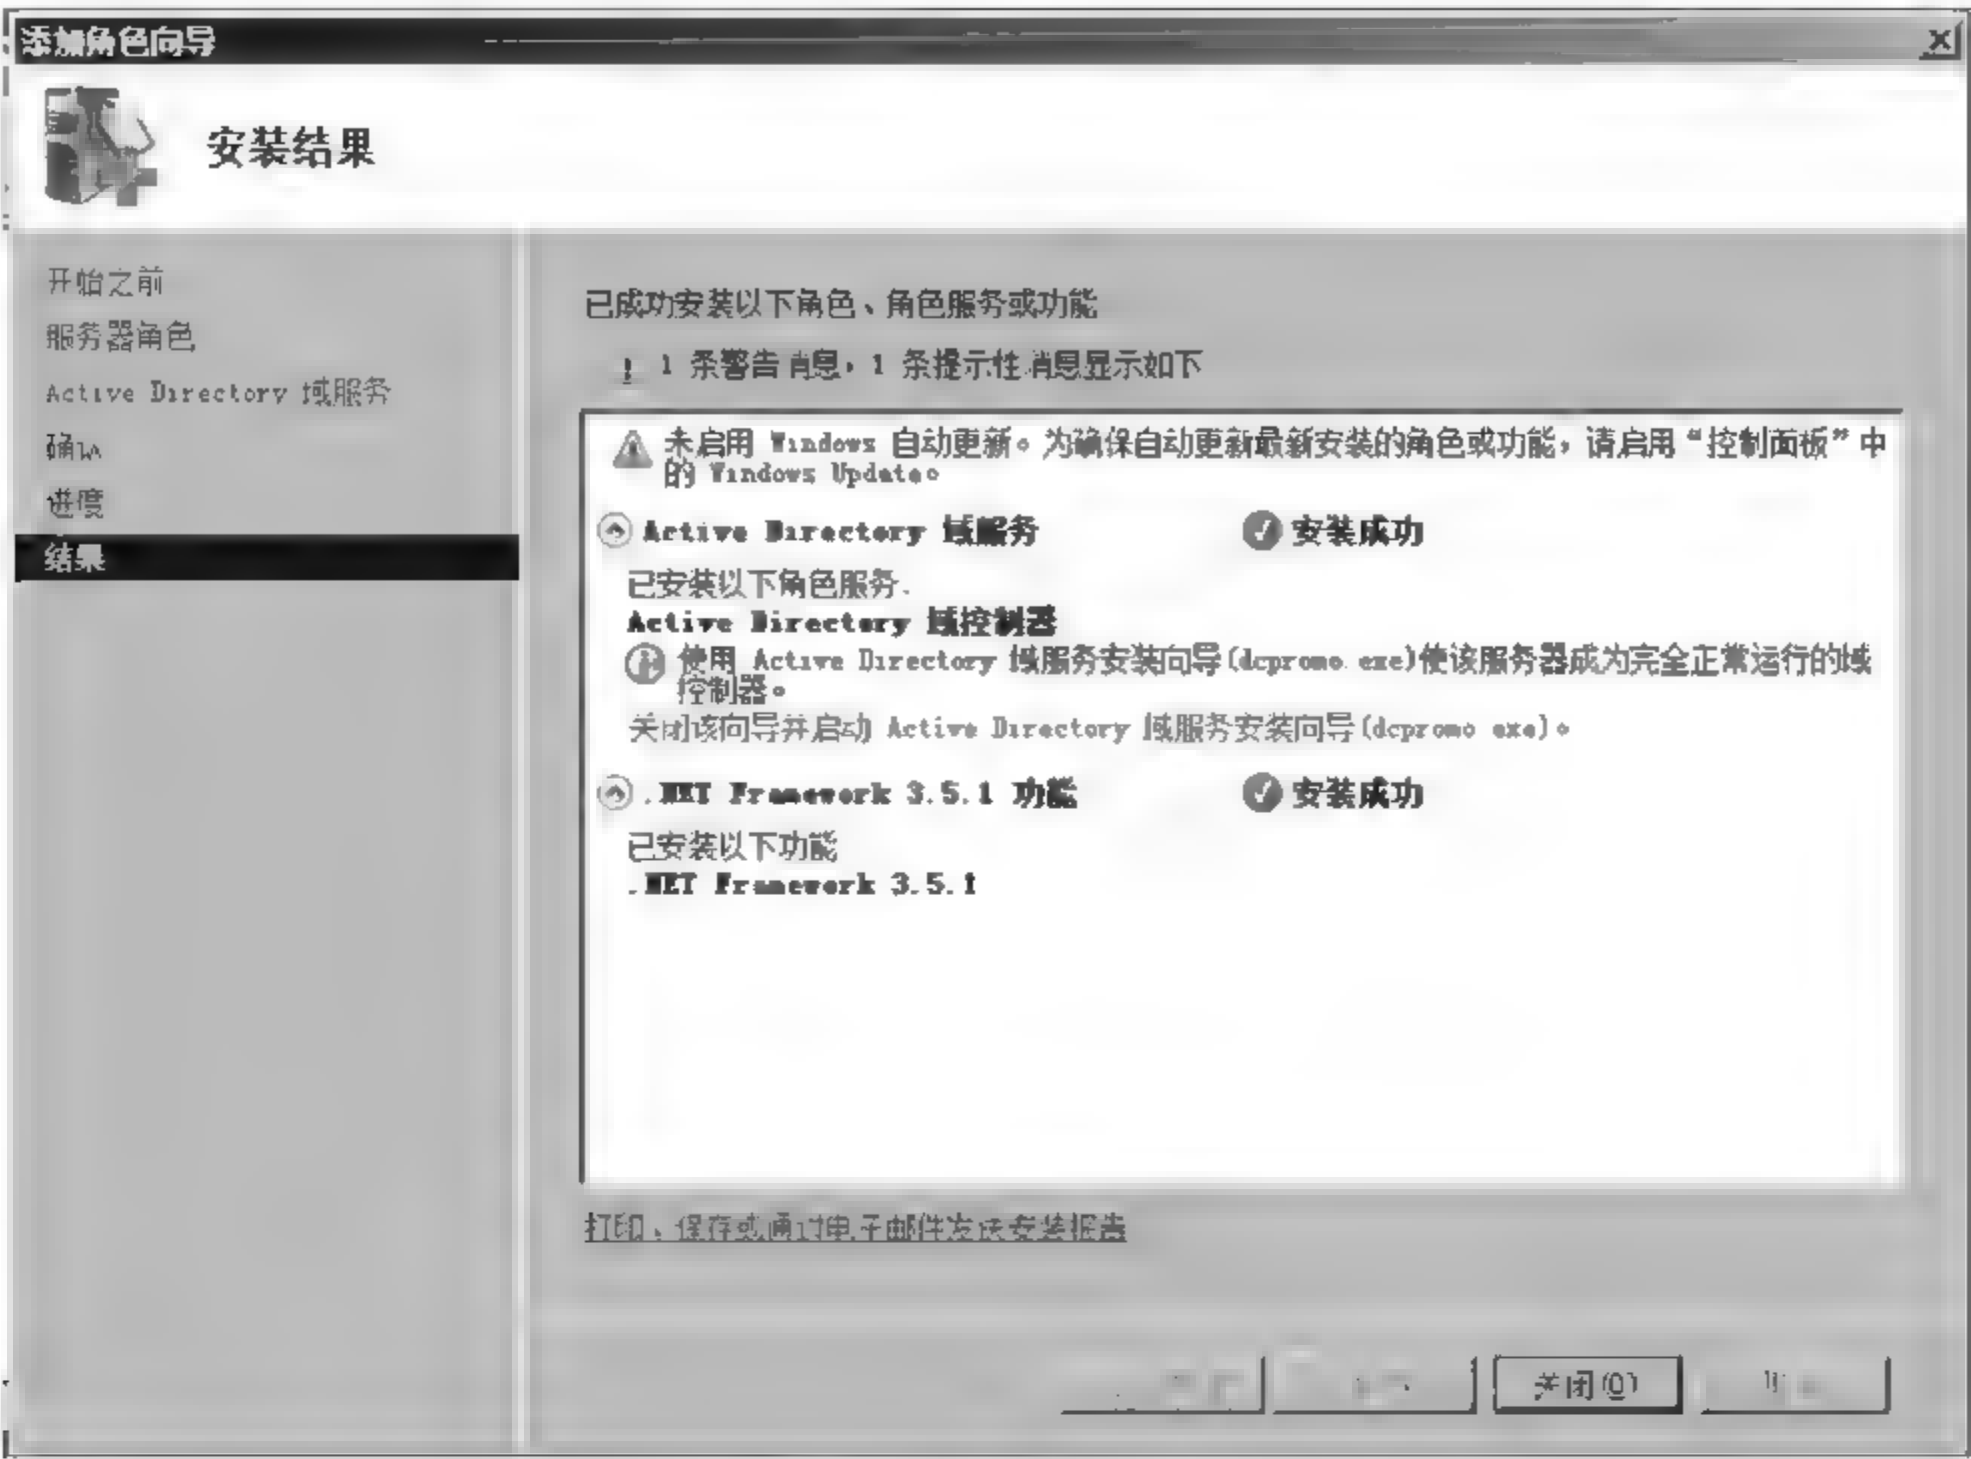 添加角色向导
安装结果
开始之前
服务器角色
Active Directory 域服务
确认
进度
结果
已成功安装以下角色、角色服务或功能
1 条警告消息，1 条提示性消息显示如下
未启用 Windows 自动更新。为确保自动更新最新安装的角色或功能，请启用“控制面板”中
的 Windows Update。
Active Directory 域服务 安装成功
已安装以下角色服务.
Active Directory 域控制器
使用 Active Directory 域服务安装向导(dcpromo.exe)使该服务器成为完全正常运行的域
控制器。
关闭该向导并启动 Active Directory 域服务安装向导(dcpromo exe)。
.NET Framework 3.5.1 功能 安装成功
已安装以下功能
.NET Framework 3.5.1
打印、保存或通过电子邮件发送安装报告
关闭(O)